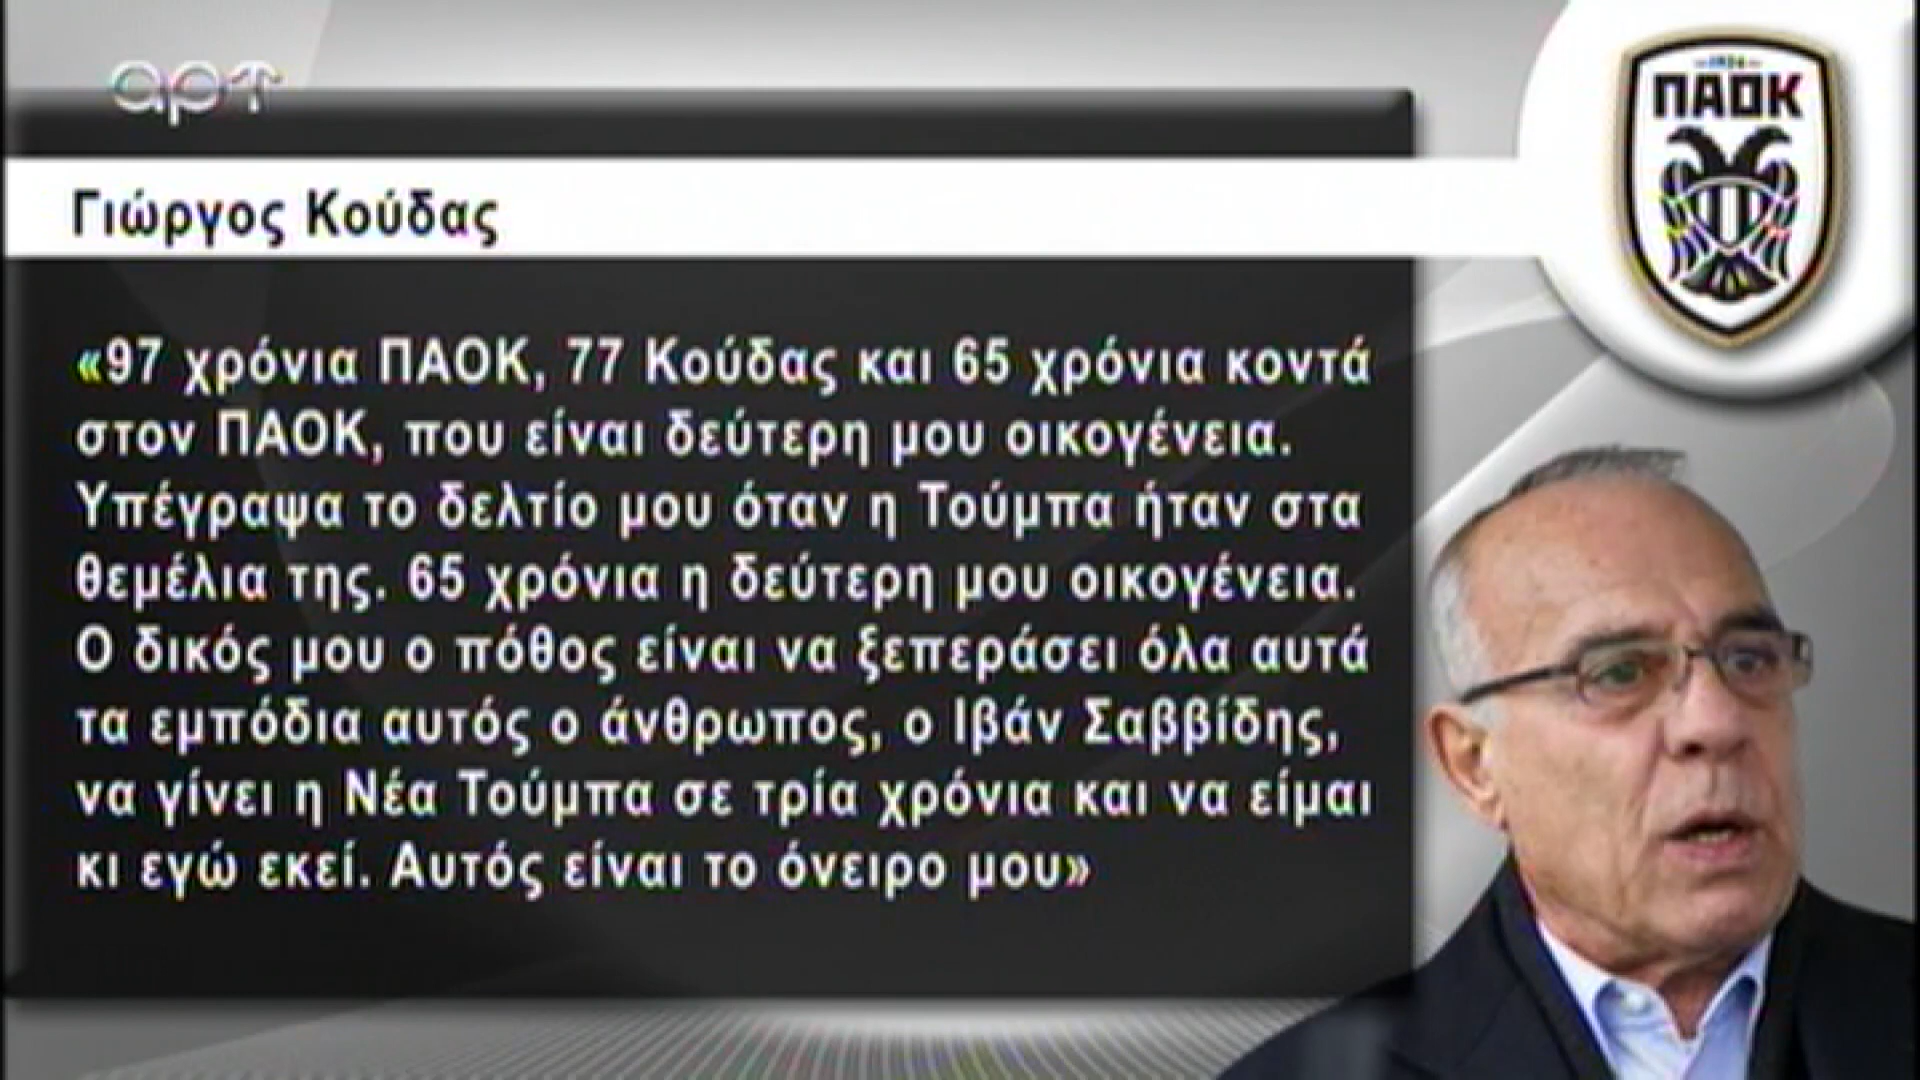 αρτ
ΠΑΟΚ
Γιώργος Κούδας
«97 χρόνια ΠΑΟΚ, 77 Κούδας και 65 χρόνια κοντά
στον ΠΑΟΚ, που είναι δεύτερη μου οικογένεια.
Υπέγραψα το δελτίο μου όταν η Τούμπα ήταν στα
θεμέλια της. 65 χρόνια η δεύτερη μου οικογένεια.
Ο δικός μου ο πόθος είναι να ξεπεράσει όλα αυτά
τα εμπόδια αυτός ο άνθρωπος, ο Ιβάν Σαββίδης,
να γίνει η Νέα Τούμπα σε τρία χρόνια και να είμαι
κι εγώ εκεί. Αυτός είναι το όνειρο μου»